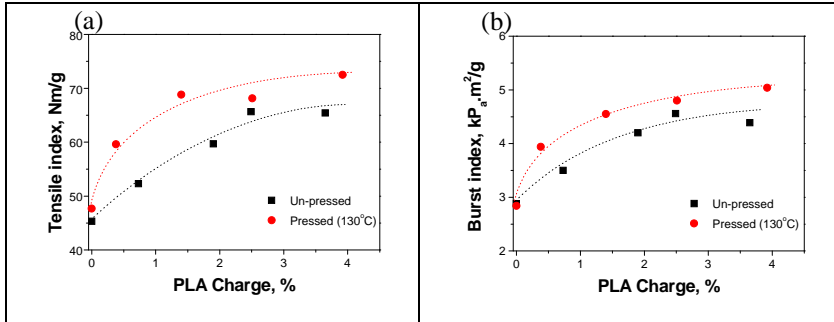 (a)
Tensile index, Nm/g
80
70
60
50
40
0 1 2 3 4
PLA Charge, %
Un-pressed
Pressed (130°C)
(b)
Burst index, kPa.m²/g
6
5
4
3
2
0 1 2 3 4
PLA Charge, %
Un-pressed
Pressed (130°C)